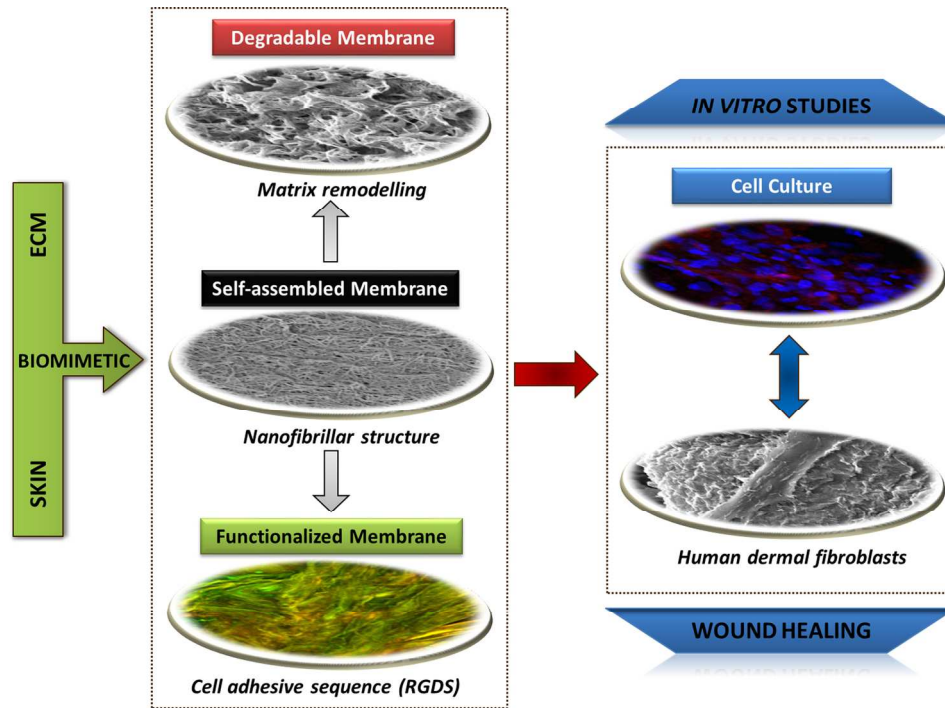 ECM
BIOMIMETIC
SKIN
Degradable Membrane
Matrix remodelling
Self-assembled Membrane
Nanofibrillar structure
Functionalized Membrane
Cell adhesive sequence (RGDS)
IN VITRO STUDIES
Cell Culture
Human dermal fibroblasts
WOUND HEALING